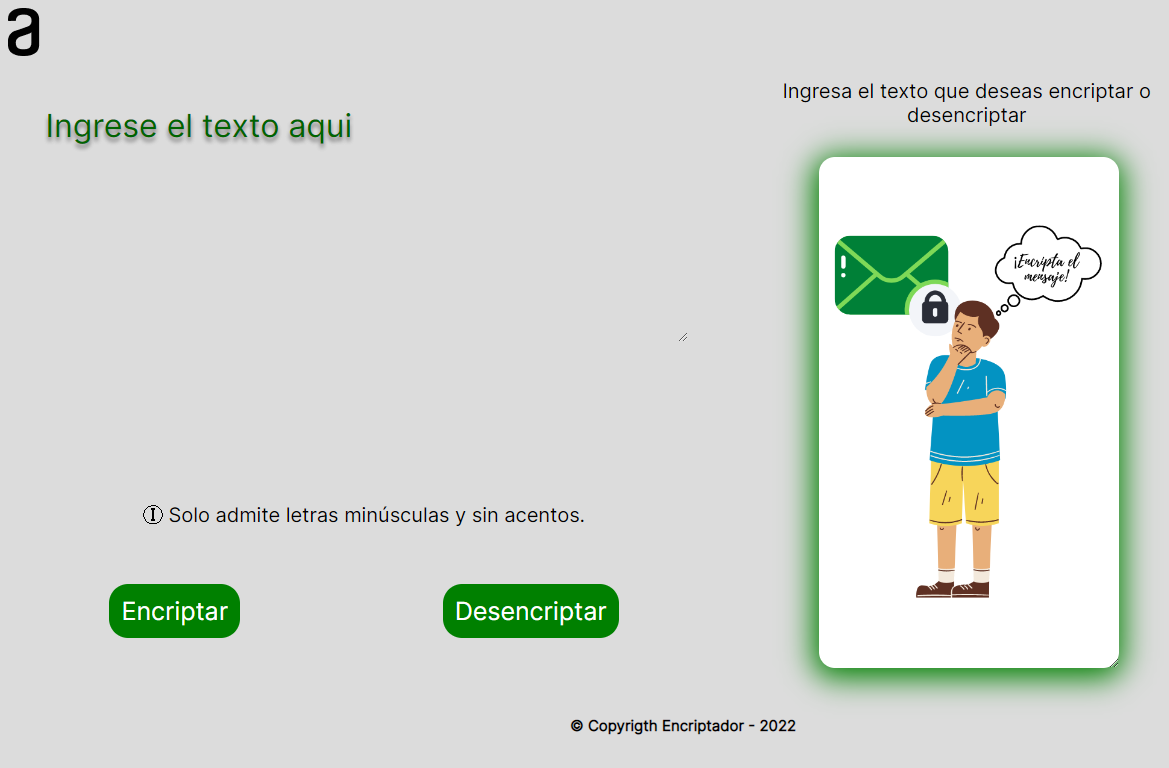 a
Ingrese el texto aqui
Ⓘ Solo admite letras minúsculas y sin acentos.
Encriptar
Desencriptar
Ingresa el texto que deseas encriptar o
desencriptar
¡Encripta el
mensaje!
© Copyrigth Encriptador - 2022